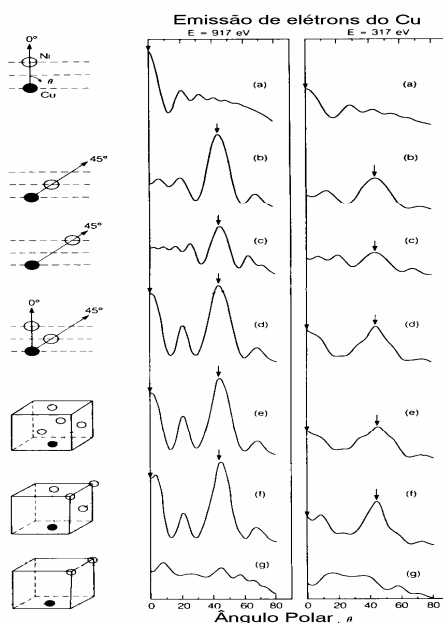 Emissão de elétrons do Cu
E = 917 eV
E = 317 eV
0°
Ni
θ
Cu
(a)
(a)
45°
(b)
(b)
45°
(c)
(c)
0°
45°
(d)
(d)
(e)
(e)
(f)
(f)
(g)
(g)
0 20 40 60 80
0 20 40 60 80
Ângulo Polar , θ